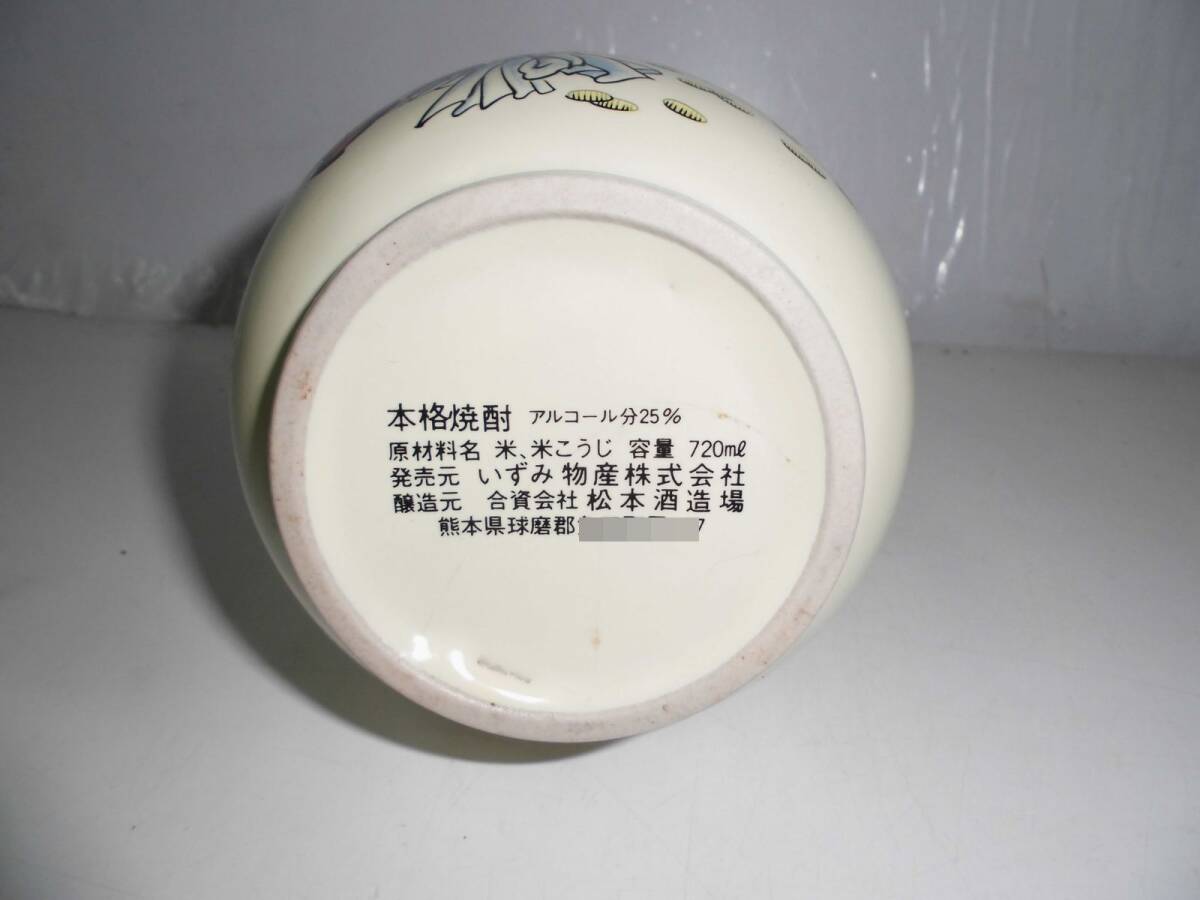 本格焼酎 アルコール分25%
原材料名 米、米こうじ 容量 720ml
発売元 いずみ物産株式会社
醸造元 合資会社 松本酒造場
熊本県球磨郡 7